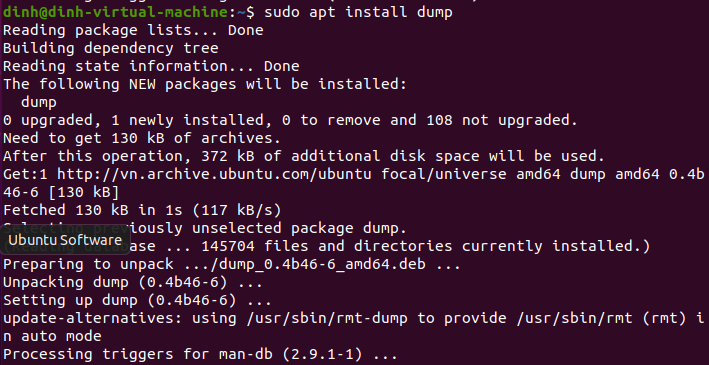 dinh@dinh-virtual-machine:~$ sudo apt install dump
Reading package lists... Done
Building dependency tree
Reading state information... Done
The following NEW packages will be installed:
  dump
0 upgraded, 1 newly installed, 0 to remove and 108 not upgraded.
Need to get 130 kB of archives.
After this operation, 372 kB of additional disk space will be used.
Get:1 http://vn.archive.ubuntu.com/ubuntu focal/universe amd64 dump amd64 0.4b
46-6 [130 kB]
Fetched 130 kB in 1s (117 kB/s)
Selecting previously unselected package dump.
Ubuntu Software
... 145704 files and directories currently installed.)
Preparing to unpack .../dump_0.4b46-6_amd64.deb ...
Unpacking dump (0.4b46-6) ...
Setting up dump (0.4b46-6) ...
update-alternatives: using /usr/sbin/rmt-dump to provide /usr/sbin/rmt (rmt) i
n auto mode
Processing triggers for man-db (2.9.1-1) ...